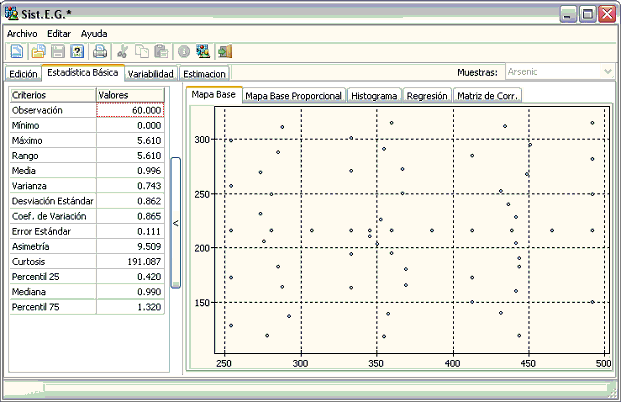 Sist.E.G.*
Archivo Editar Ayuda
Edición Estadística Básica Variabilidad Estimacion Muestras: Arsenic
Criterios Valores
Observación 60.000
Mínimo 0.000
Máximo 5.610
Rango 5.610
Media 0.996
Varianza 0.743
Desviación Estándar 0.862
Coef. de Variación 0.865
Error Estándar 0.111
Asimetría 9.509
Curtosis 191.087
Percentil 25 0.420
Mediana 0.990
Percentil 75 1.320
<
Mapa Base Mapa Base Proporcional Histograma Regresión Matriz de Corr.
300
250
200
150
250 300 350 400 450 500